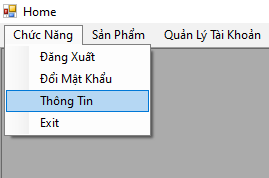 Home
Chức Năng Sản Phẩm Quản Lý Tài Khoản
Đăng Xuất
Đổi Mật Khẩu
Thông Tin
Exit